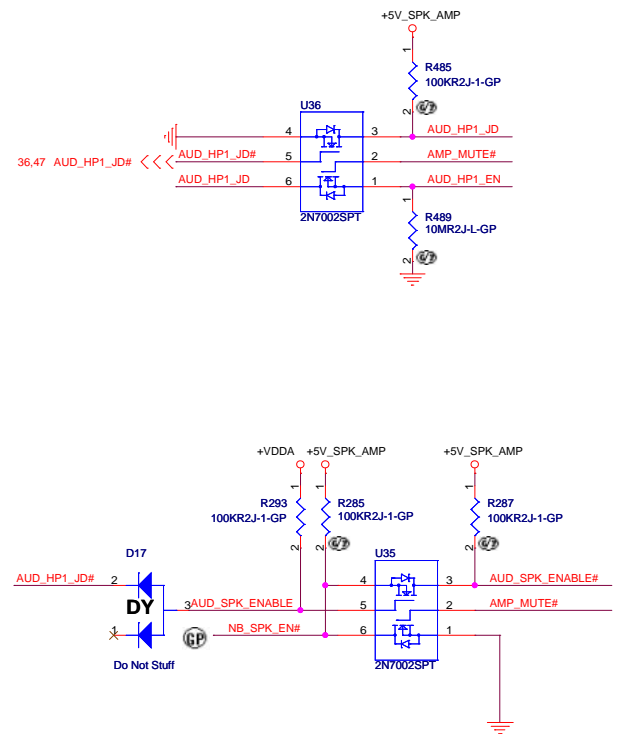 +5V_SPK_AMP
1
R485
100KR2J-1-GP
2
G/?
U36
4
3
AUD_HP1_JD
36,47 AUD_HP1_JD#
AUD_HP1_JD#
5
2
AMP_MUTE#
AUD_HP1_JD
6
1
AUD_HP1_EN
2N7002SPT
1
R489
10MR2J-L-GP
2
G/?
+VDDA
+5V_SPK_AMP
+5V_SPK_AMP
1
1
1
R293
100KR2J-1-GP
R285
100KR2J-1-GP
R287
100KR2J-1-GP
2
2
G/?
2
G/?
D17
U35
AUD_HP1_JD#
2
4
3
AUD_SPK_ENABLE#
DY
3
AUD_SPK_ENABLE
5
2
AMP_MUTE#
1
GP
NB_SPK_EN#
6
1
Do Not Stuff
2N7002SPT